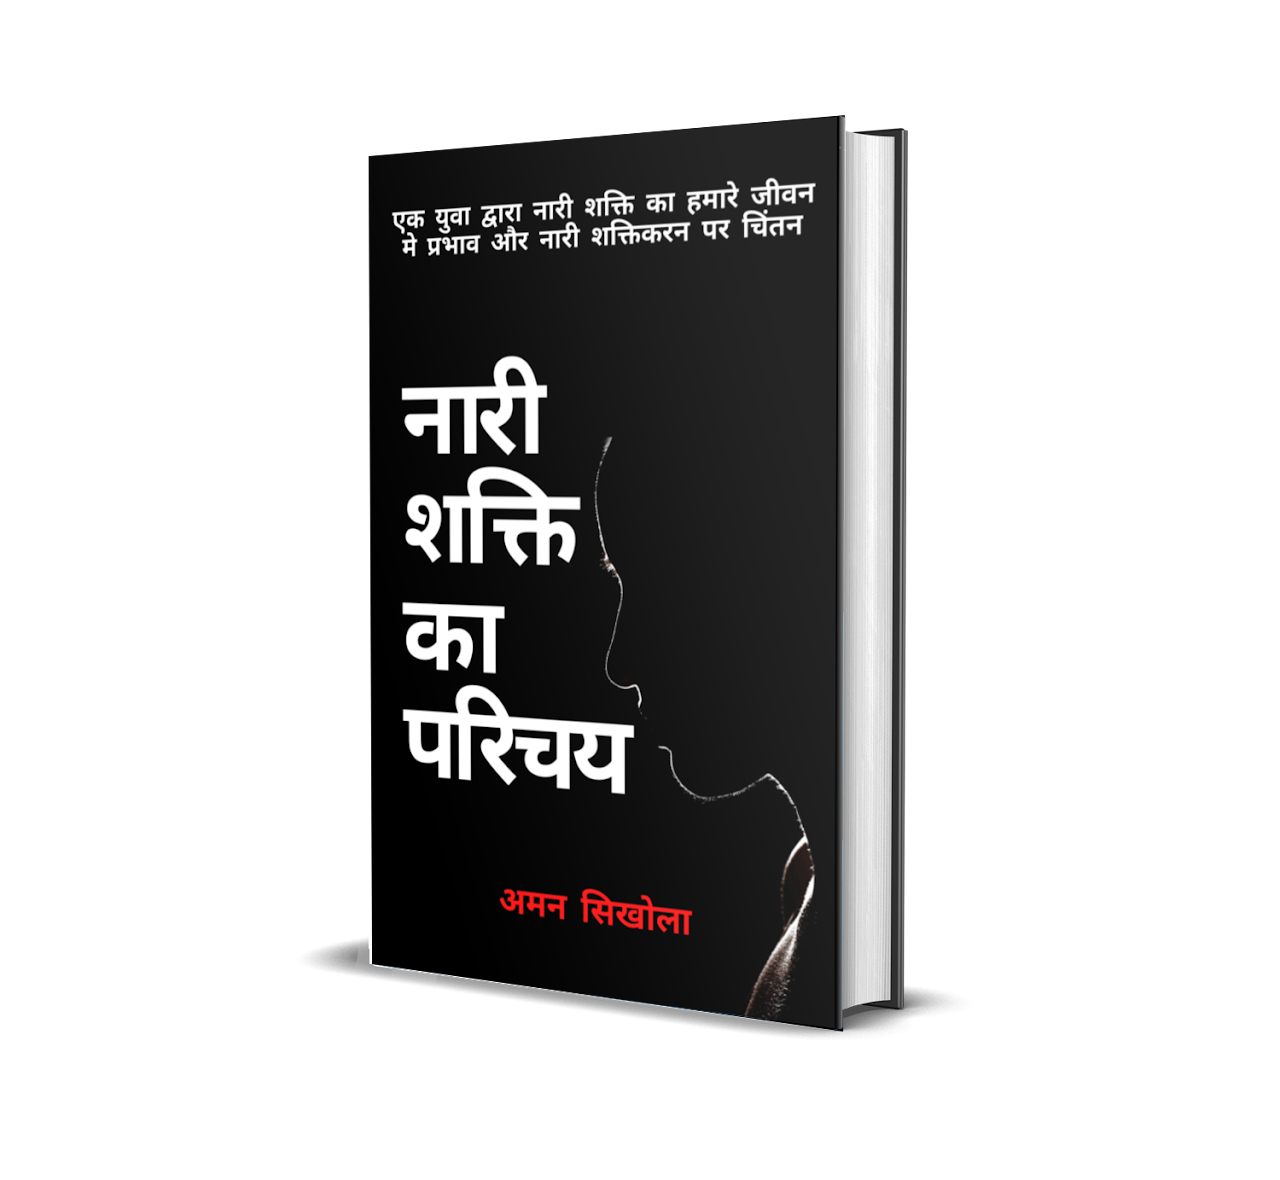 एक युवा द्वारा नारी शक्ति का हमारे जीवन
मे प्रभाव और नारी शक्तिकरन पर चिंतन
नारी
शक्ति
का
परिचय
अमन सिखोला